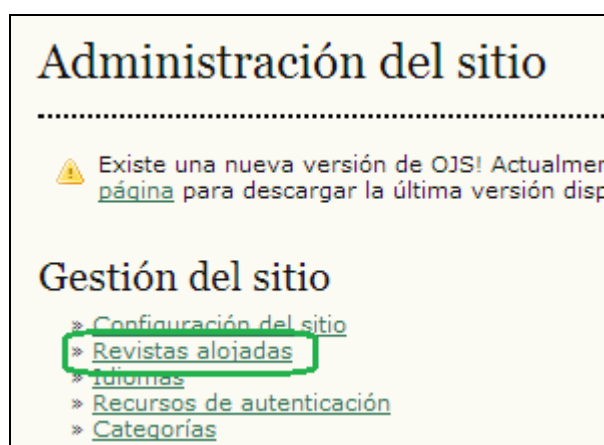 Administración del sitio
Existe una nueva versión de OJS! Actualmer
página para descargar la última versión disp
Gestión del sitio
» Configuración del sitio
» Revistas alojadas
» Idiomas
» Recursos de autenticación
» Categorías